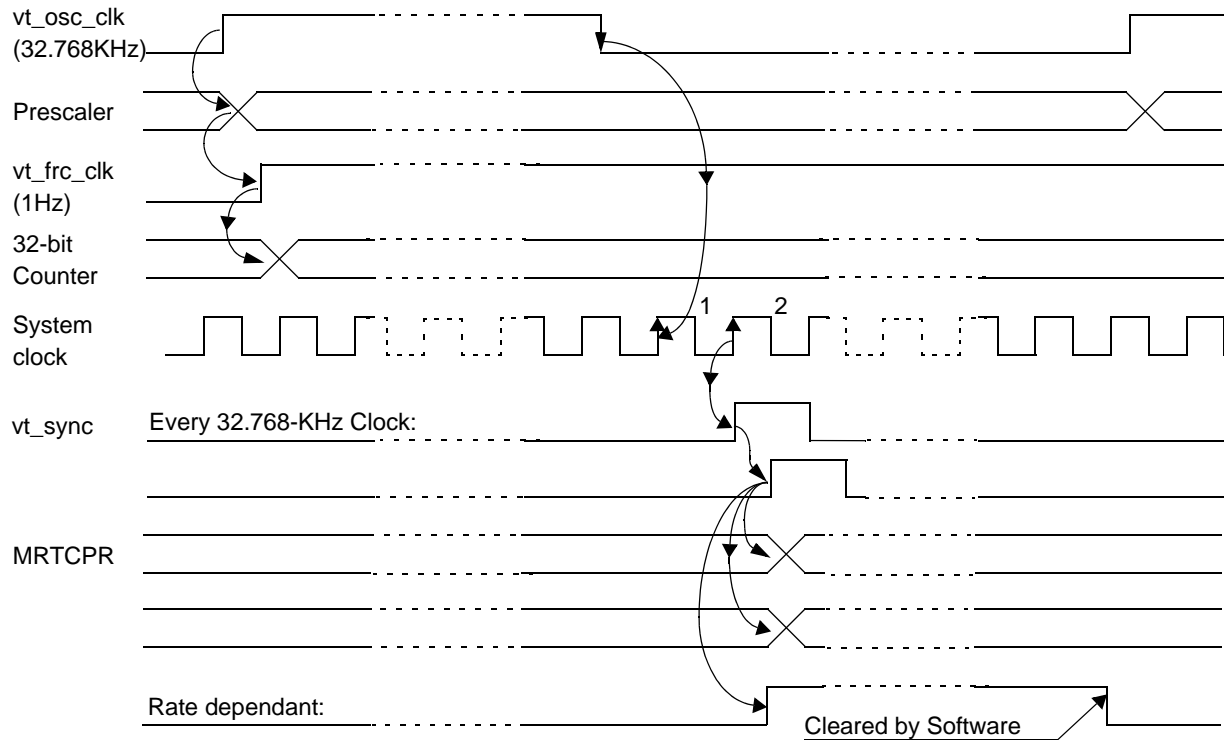 vt_osc_clk
(32.768KHz)
Prescaler
vt_frc_clk
(1Hz)
32-bit
Counter
1 2
System
clock
vt_sync Every 32.768-KHz Clock:
MRTCPR
Rate dependant:
Cleared by Software